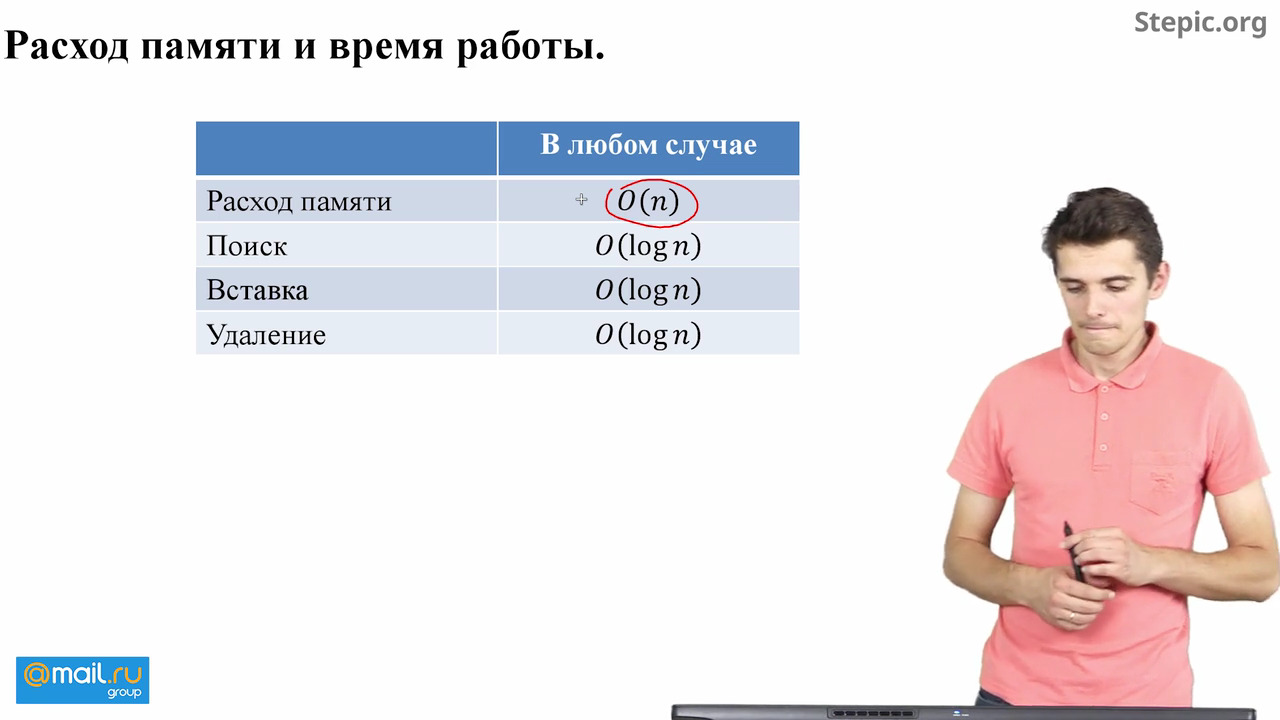 Stepic.org
Расход памяти и время работы.
В любом случае
Расход памяти O(n)
Поиск O(log n)
Вставка O(log n)
Удаление O(log n)
@mail.ru
group